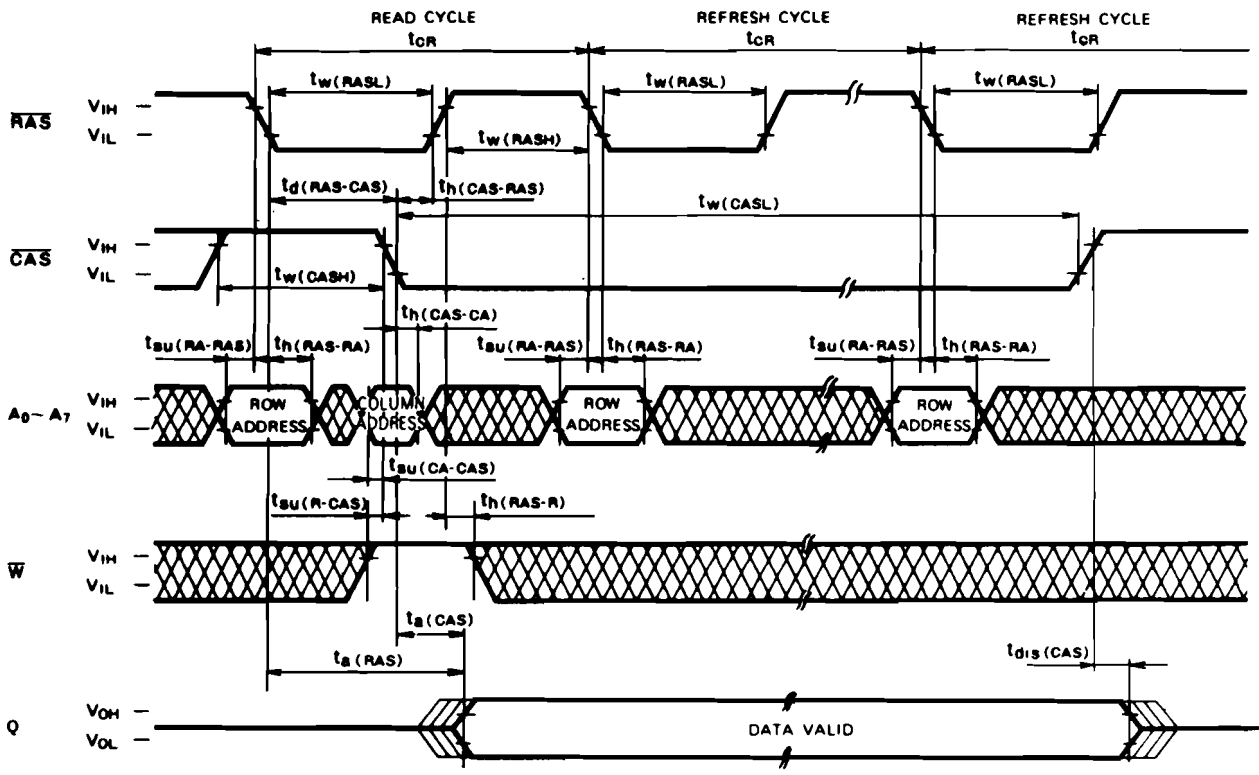 READ CYCLE REFRESH CYCLE REFRESH CYCLE
tCR tCR tCR
tw(RASL) tw(RASL) tw(RASL)
RAS VIH
VIL
tw(RASH)
td(RAS-CAS) th(CAS-RAS)
tw(CASL)
CAS VIH
VIL
tw(CASH)
th(CAS-CA)
tsu(RA-RAS) th(RAS-RA) tsu(RA-RAS) th(RAS-RA) tsu(RA-RAS) th(RAS-RA)
A0~A7 VIH
VIL
ROW ADDRESS
COLUMN ADDRESS
ROW ADDRESS
ROW ADDRESS
tsu(CA-CAS)
tsu(R-CAS) th(RAS-R)
W VIH
VIL
ta(CAS)
ta(RAS) tdis(CAS)
Q VOH
VOL
DATA VALID